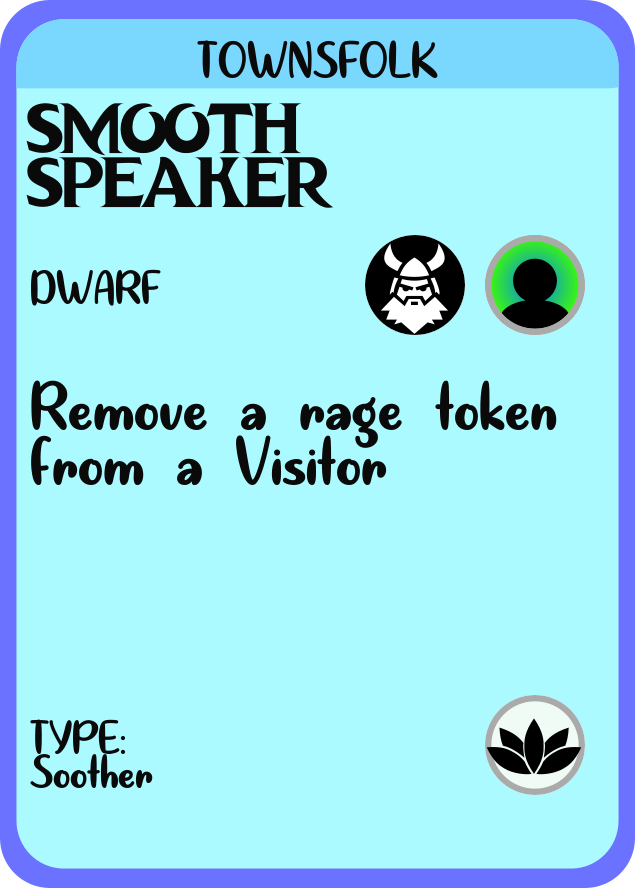 TOWNSFOLK
SMOOTH
SPEAKER
DWARF
Remove a rage token
from a Visitor
TYPE:
Soother